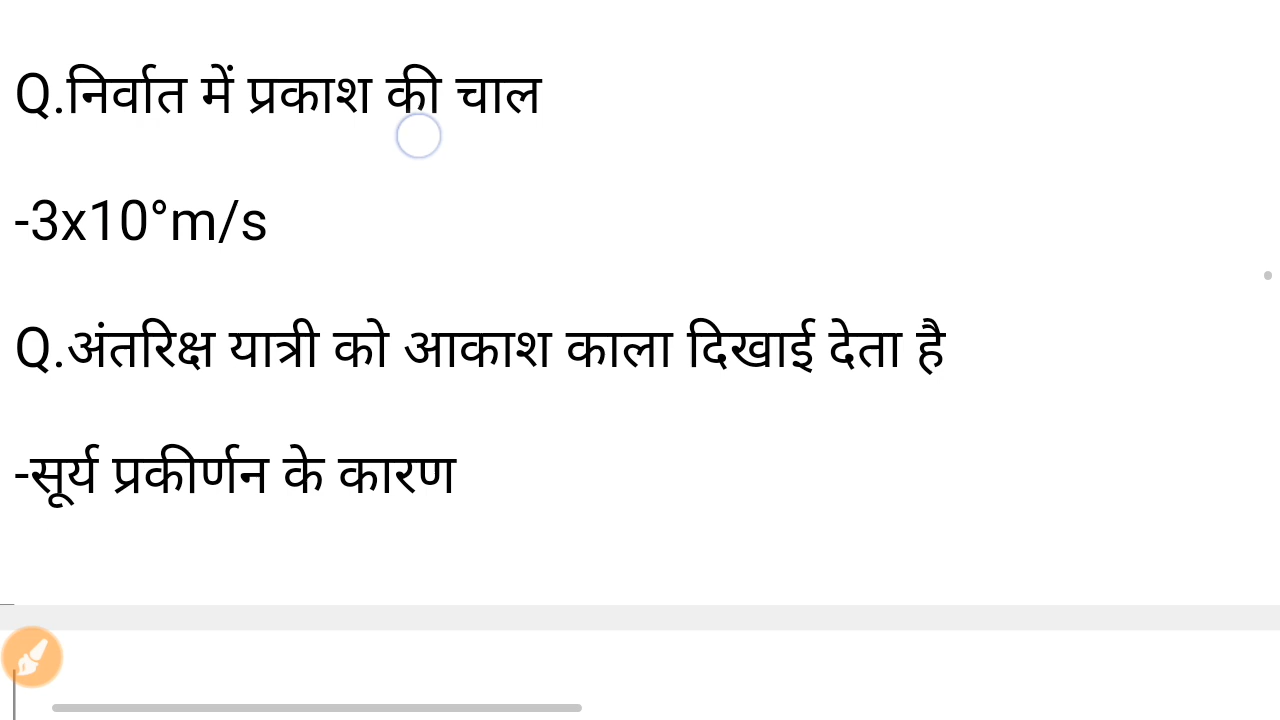 Q.निर्वात में प्रकाश की चाल
-3x10°m/s
Q.अंतरिक्ष यात्री को आकाश काला दिखाई देता है
-सूर्य प्रकीर्णन के कारण